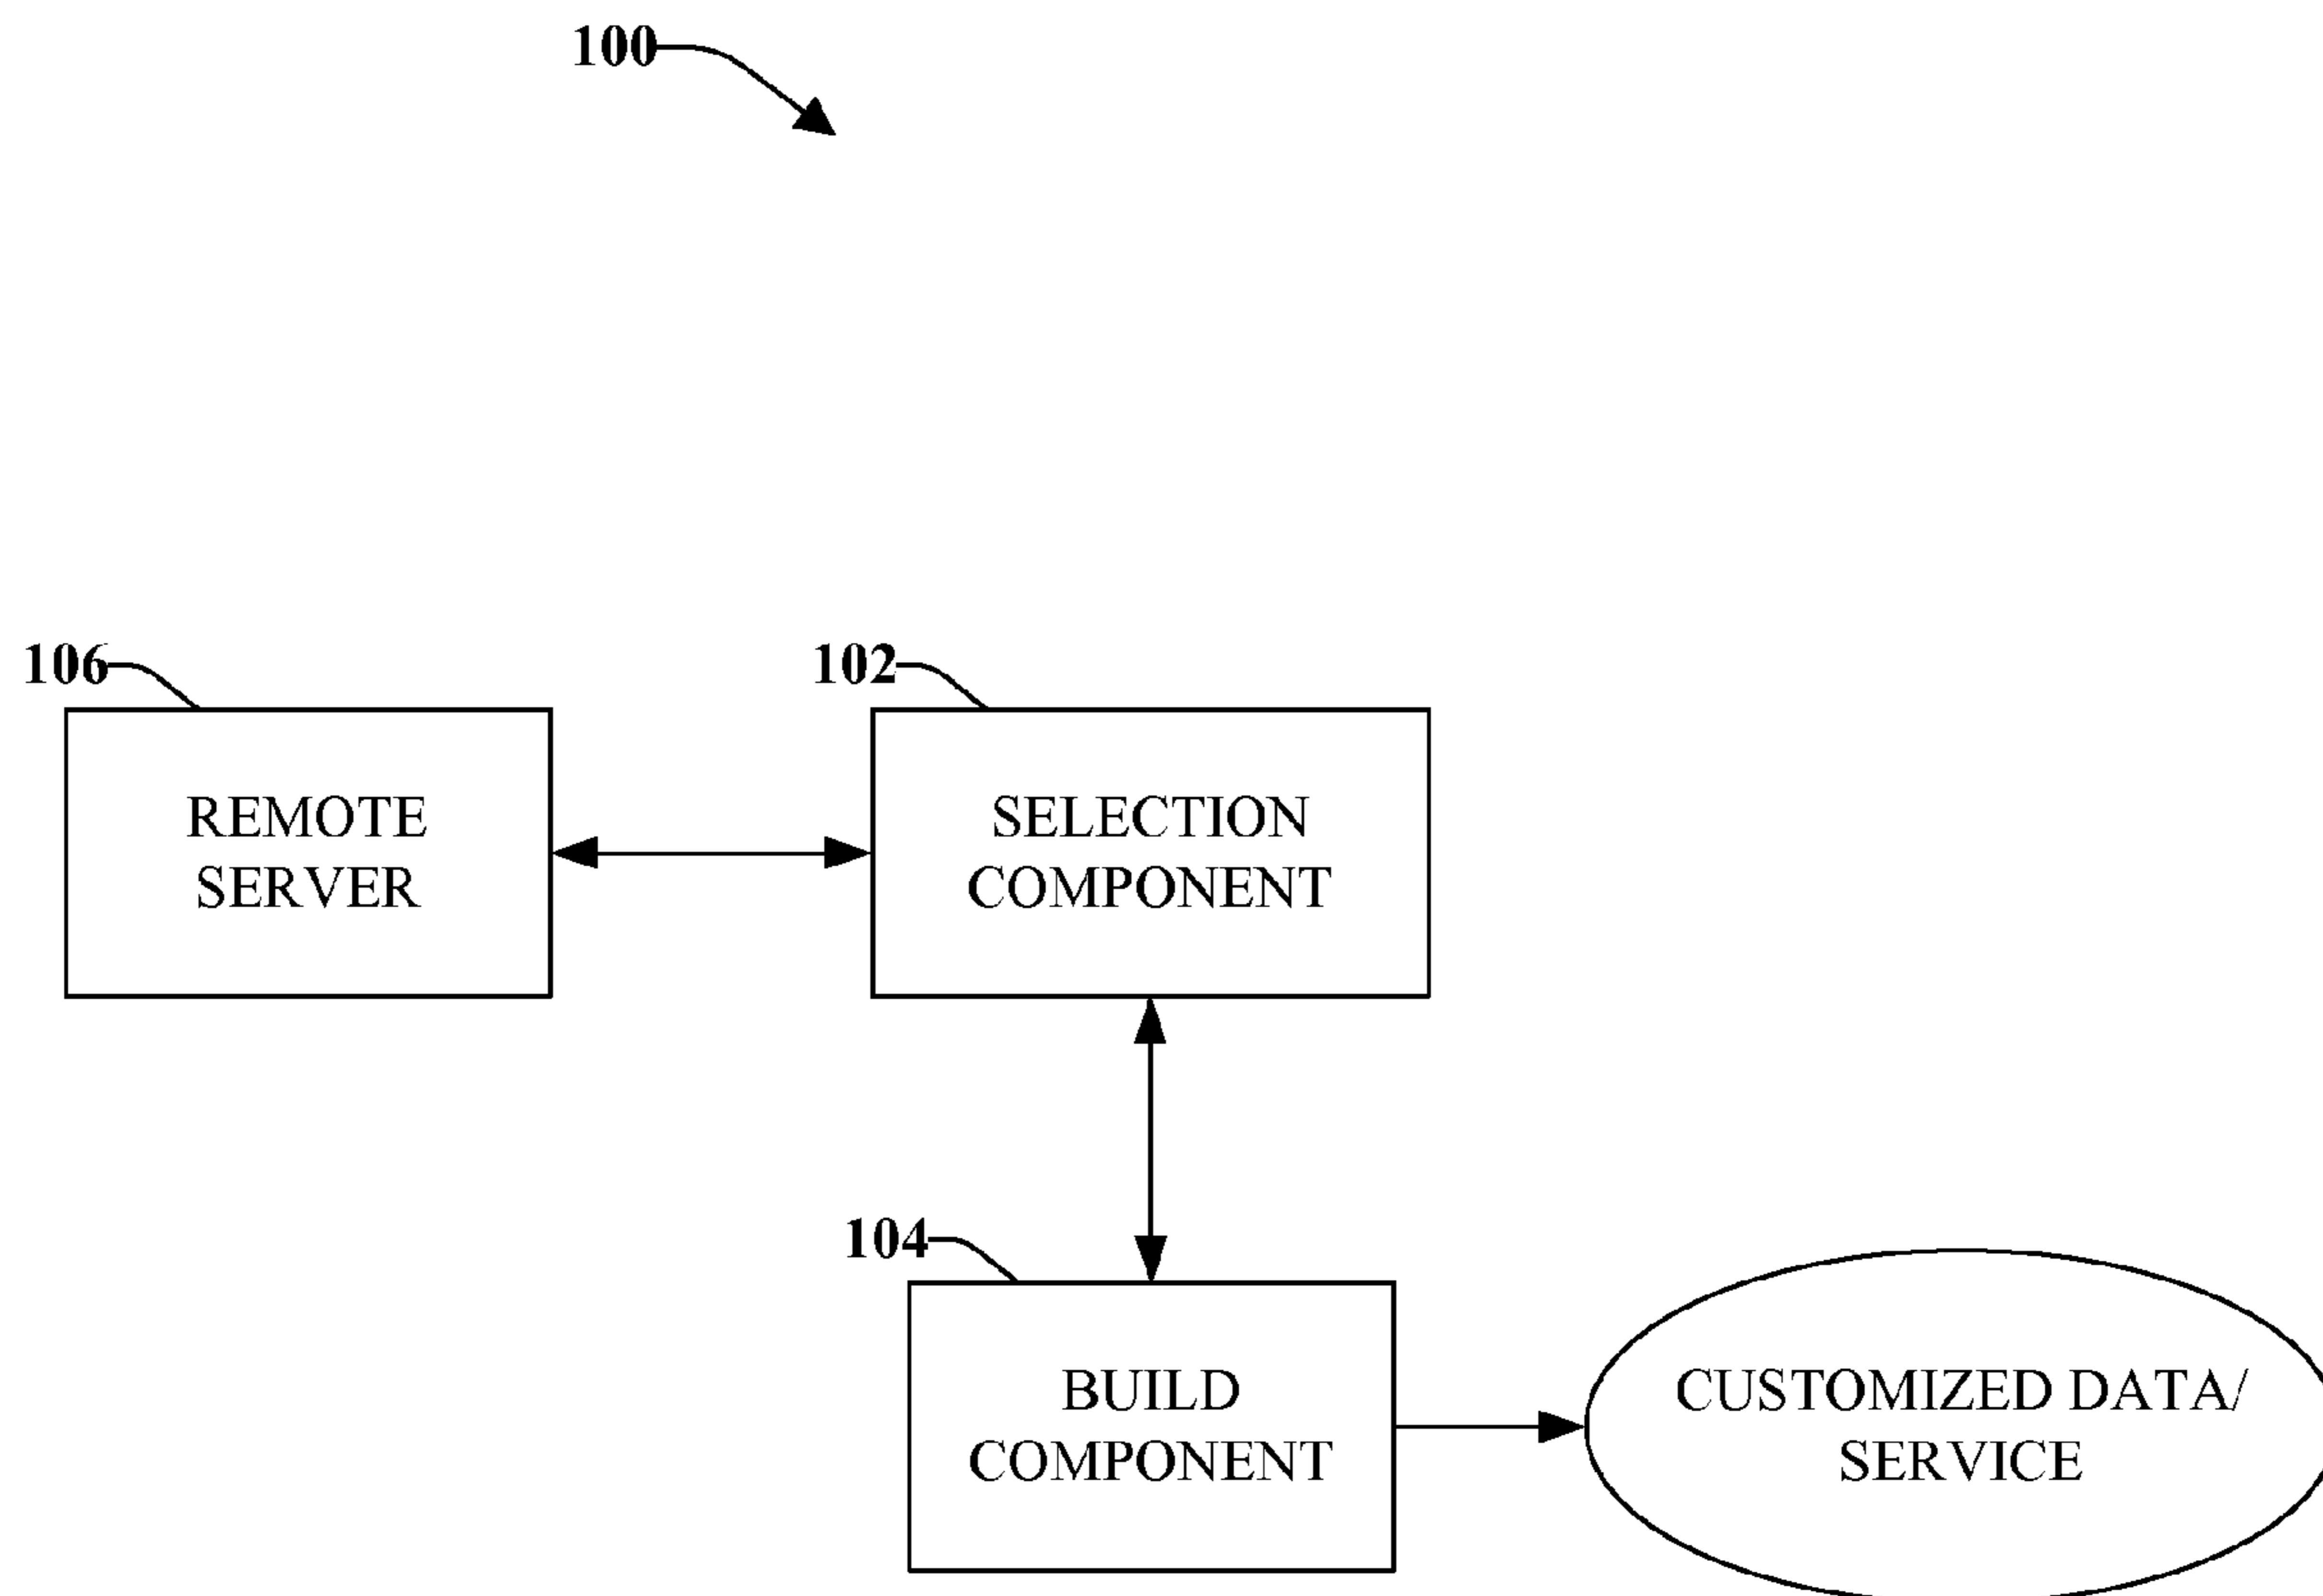 100
106
102
REMOTE
SERVER
SELECTION
COMPONENT
104
BUILD
COMPONENT
CUSTOMIZED DATA/
SERVICE